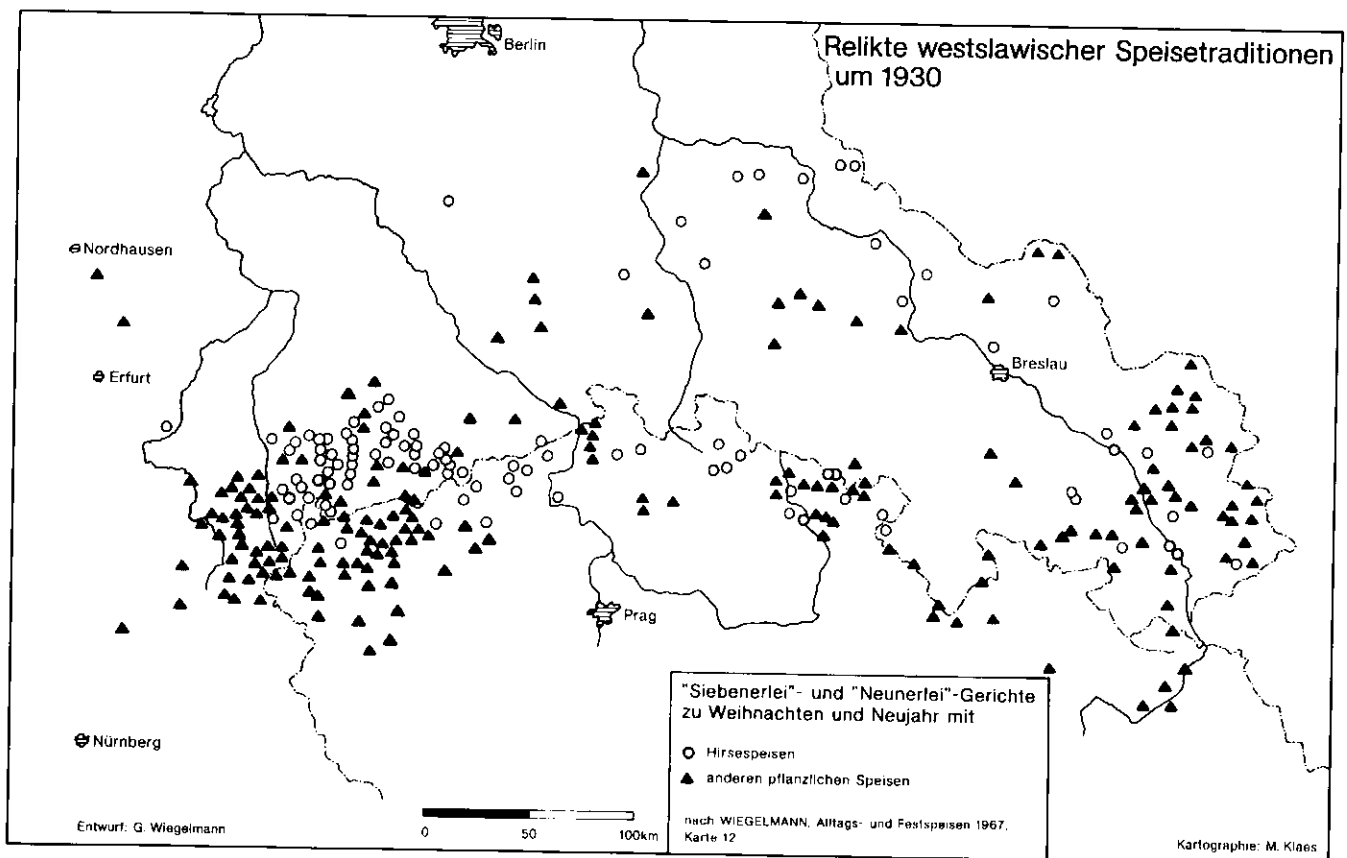 Relikte westslawischer Speisetraditionen
um 1930
Berlin
Nordhausen
Erfurt
Breslau
Prag
Nürnberg
"Siebenerlei"- und "Neunerlei"-Gerichte
zu Weihnachten und Neujahr mit
Hirsespeisen
anderen pflanzlichen Speisen
nach WIEGELMANN, Alltags- und Festspeisen 1967,
Karte 12
0 50 100km
Entwurf: G. Wiegelmann
Kartographie: M. Klaes